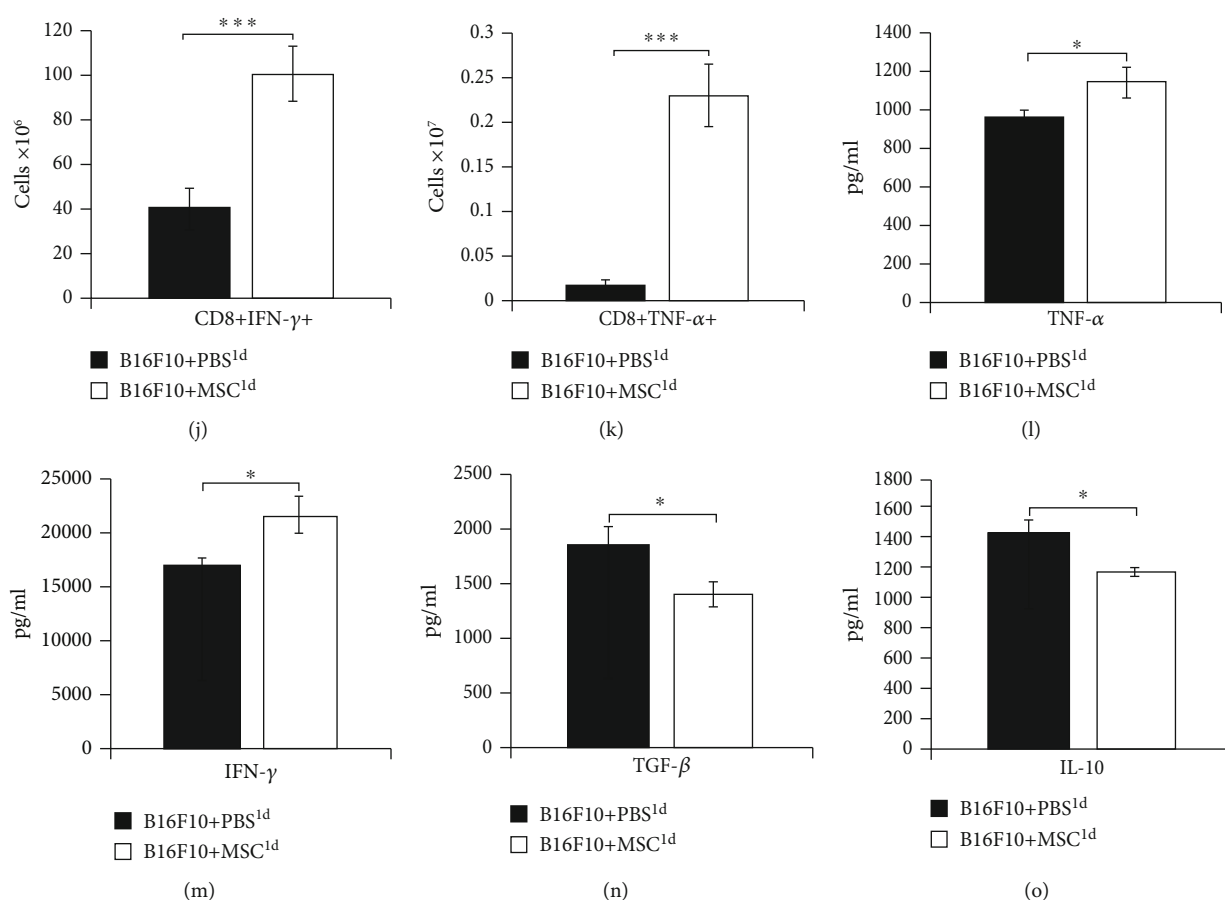 120
100
80
60
40
20
0
Cells ×10⁶
***
CD8+IFN-γ+
B16F10+PBS¹ᵈ
B16F10+MSC¹ᵈ
(j)
0.3
0.25
0.2
0.15
0.1
0.05
0
Cells ×10⁷
***
CD8+TNF-α+
B16F10+PBS¹ᵈ
B16F10+MSC¹ᵈ
(k)
1400
1200
1000
800
600
400
200
0
pg/ml
*
TNF-α
B16F10+PBS¹ᵈ
B16F10+MSC¹ᵈ
(l)
25000
20000
15000
10000
5000
0
pg/ml
*
IFN-γ
B16F10+PBS¹ᵈ
B16F10+MSC¹ᵈ
(m)
2500
2000
1500
1000
500
0
pg/ml
*
TGF-β
B16F10+PBS¹ᵈ
B16F10+MSC¹ᵈ
(n)
1800
1600
1400
1200
1000
800
600
400
200
0
pg/ml
*
IL-10
B16F10+PBS¹ᵈ
B16F10+MSC¹ᵈ
(o)